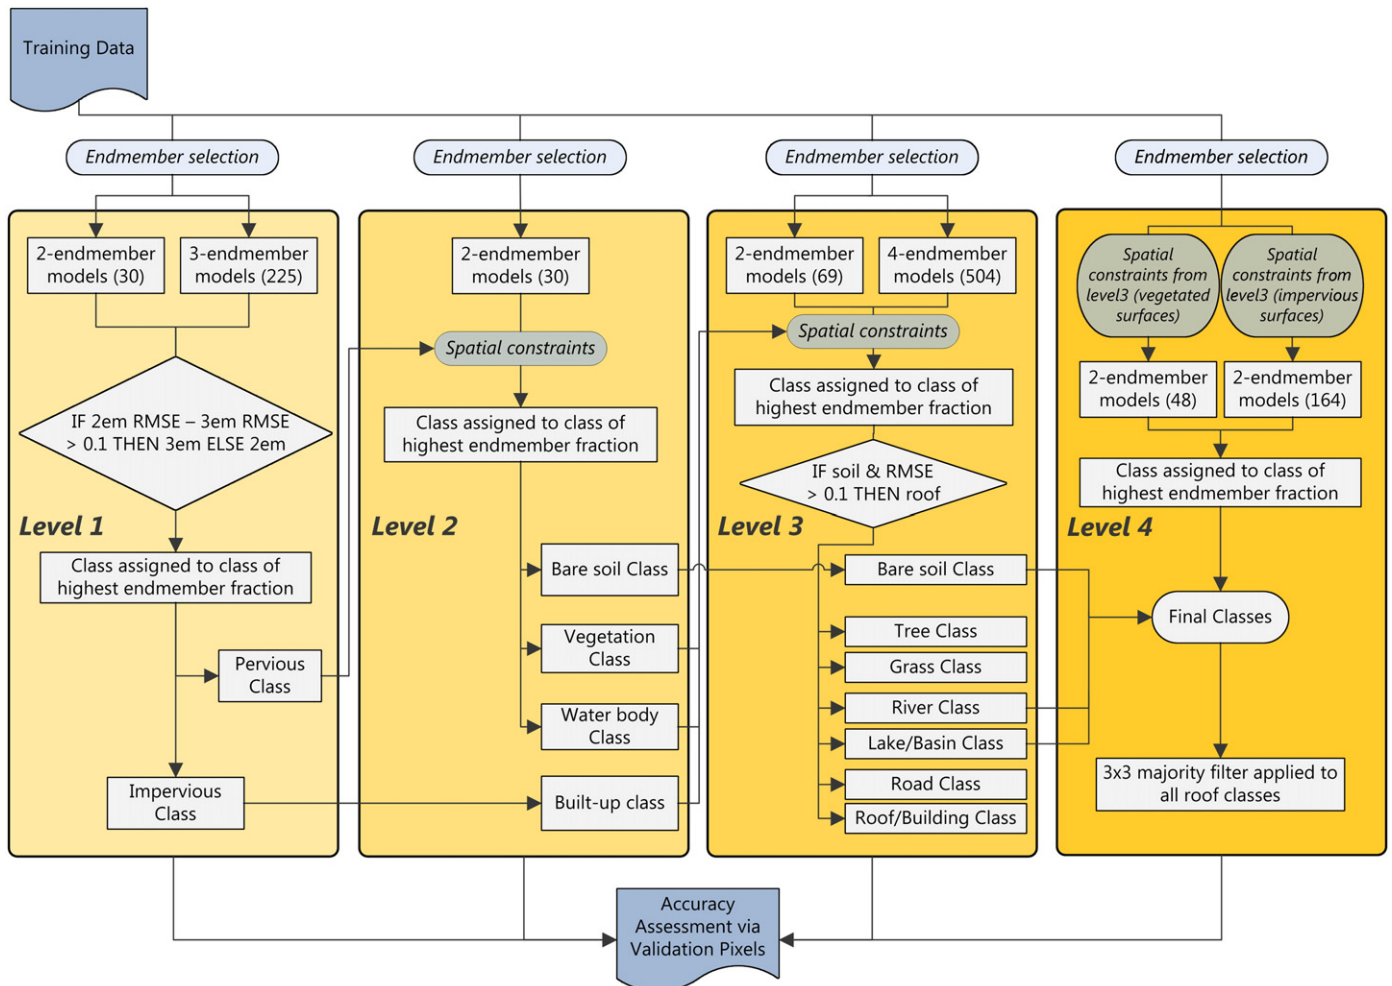 Training Data
Endmember selection
Endmember selection
Endmember selection
Endmember selection
2-endmember
models (30)
3-endmember
models (225)
IF 2em RMSE – 3em RMSE
> 0.1 THEN 3em ELSE 2em
Level 1
Class assigned to class of
highest endmember fraction
Pervious
Class
Impervious
Class
2-endmember
models (30)
Spatial constraints
Class assigned to class of
highest endmember fraction
Level 2
Bare soil Class
Vegetation
Class
Water body
Class
Built-up class
2-endmember
models (69)
4-endmember
models (504)
Spatial constraints
Class assigned to class of
highest endmember fraction
IF soil & RMSE
> 0.1 THEN roof
Level 3
Bare soil Class
Tree Class
Grass Class
River Class
Lake/Basin Class
Road Class
Roof/Building Class
Spatial
constraints from
level3 (vegetated
surfaces)
Spatial
constraints from
level3 (impervious
surfaces)
2-endmember
models (48)
2-endmember
models (164)
Class assigned to class of
highest endmember fraction
Level 4
Final Classes
3x3 majority filter applied to
all roof classes
Accuracy
Assessment via
Validation Pixels